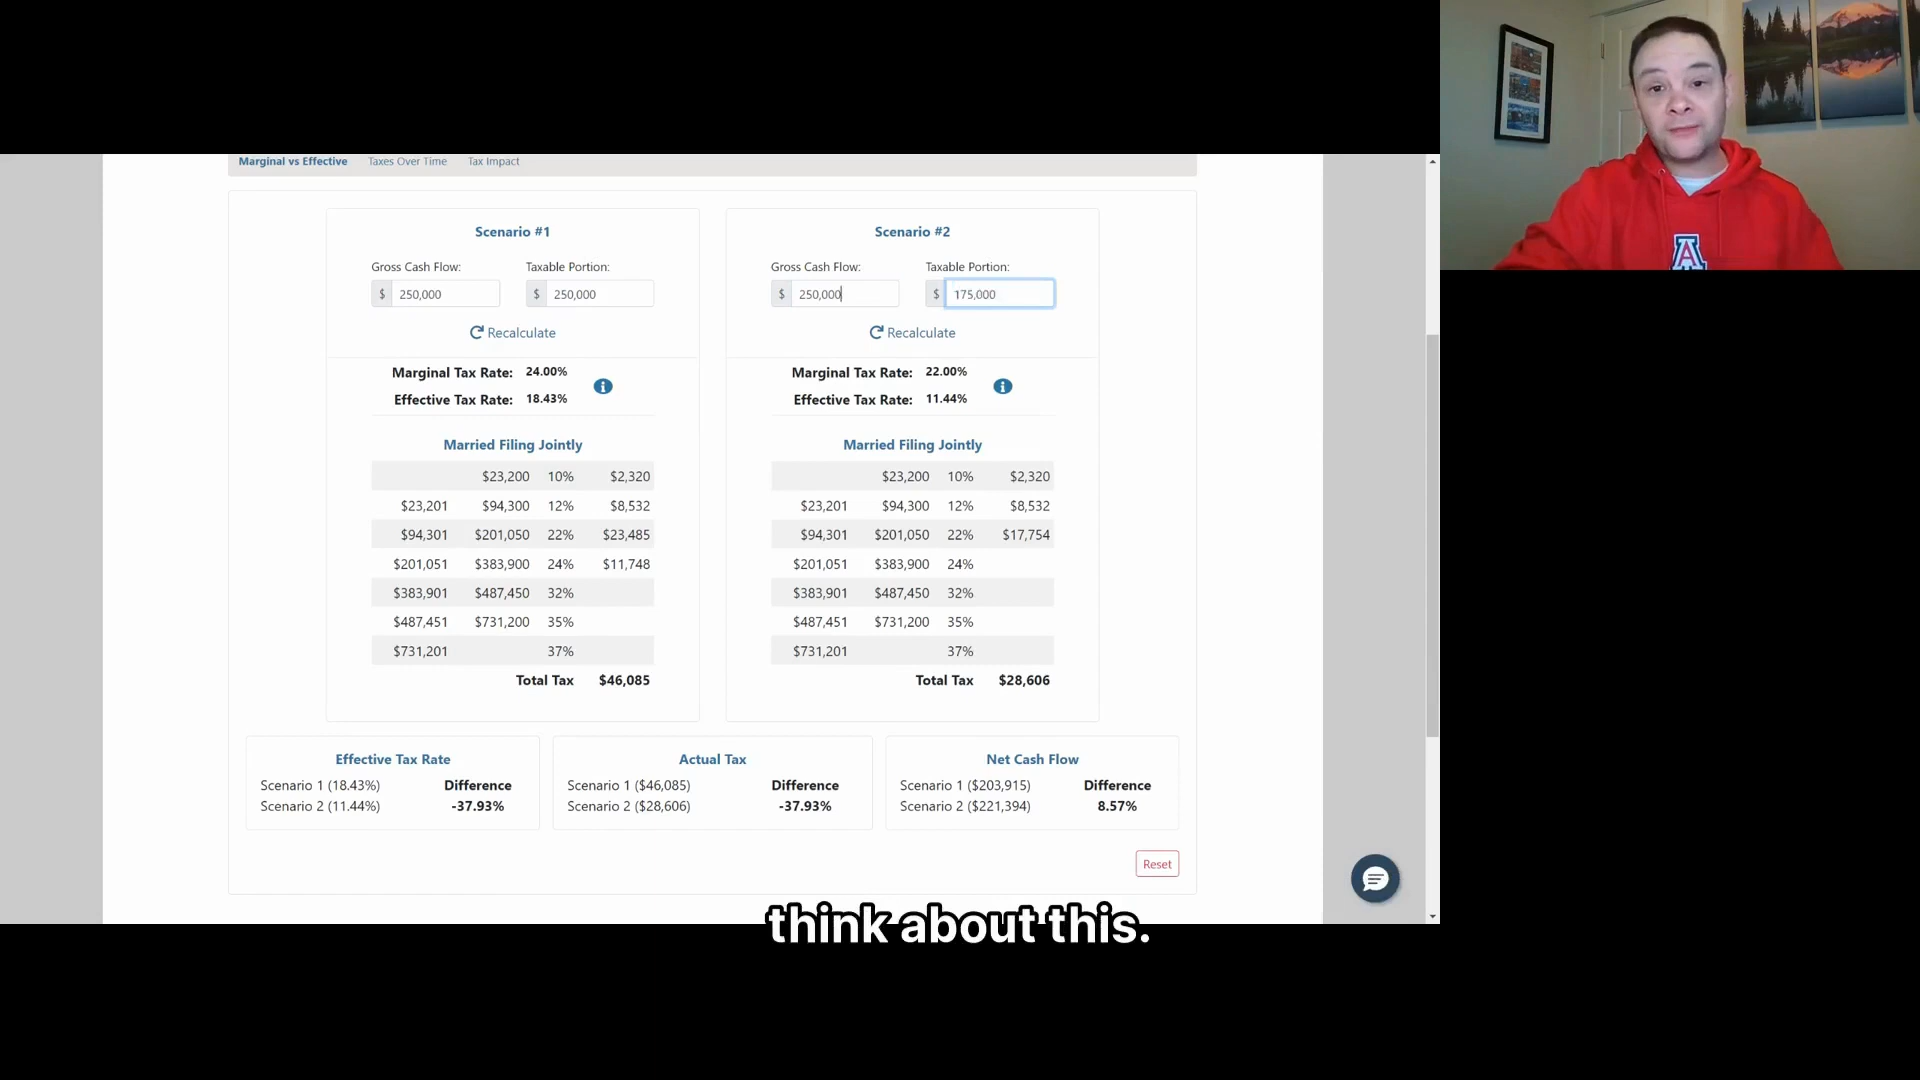 Marginal vs Effective Taxes Over Time Tax Impact
Scenario #1
Gross Cash Flow: Taxable Portion:
$ 250,000 $ 250,000
Recalculate
Marginal Tax Rate: 24.00%
Effective Tax Rate: 18.43%
Married Filing Jointly
$23,200 10% $2,320
$23,201 $94,300 12% $8,532
$94,301 $201,050 22% $23,485
$201,051 $383,900 24% $11,748
$383,901 $487,450 32%
$487,451 $731,200 35%
$731,201 37%
Total Tax $46,085
Scenario #2
Gross Cash Flow: Taxable Portion:
$ 250,000 $ 175,000
Recalculate
Marginal Tax Rate: 22.00%
Effective Tax Rate: 11.44%
Married Filing Jointly
$23,200 10% $2,320
$23,201 $94,300 12% $8,532
$94,301 $201,050 22% $17,754
$201,051 $383,900 24%
$383,901 $487,450 32%
$487,451 $731,200 35%
$731,201 37%
Total Tax $28,606
Effective Tax Rate
Scenario 1 (18.43%) Difference
Scenario 2 (11.44%) -37.93%
Actual Tax
Scenario 1 ($46,085) Difference
Scenario 2 ($28,606) -37.93%
Net Cash Flow
Scenario 1 ($203,915) Difference
Scenario 2 ($221,394) 8.57%
Reset
think about this.
A